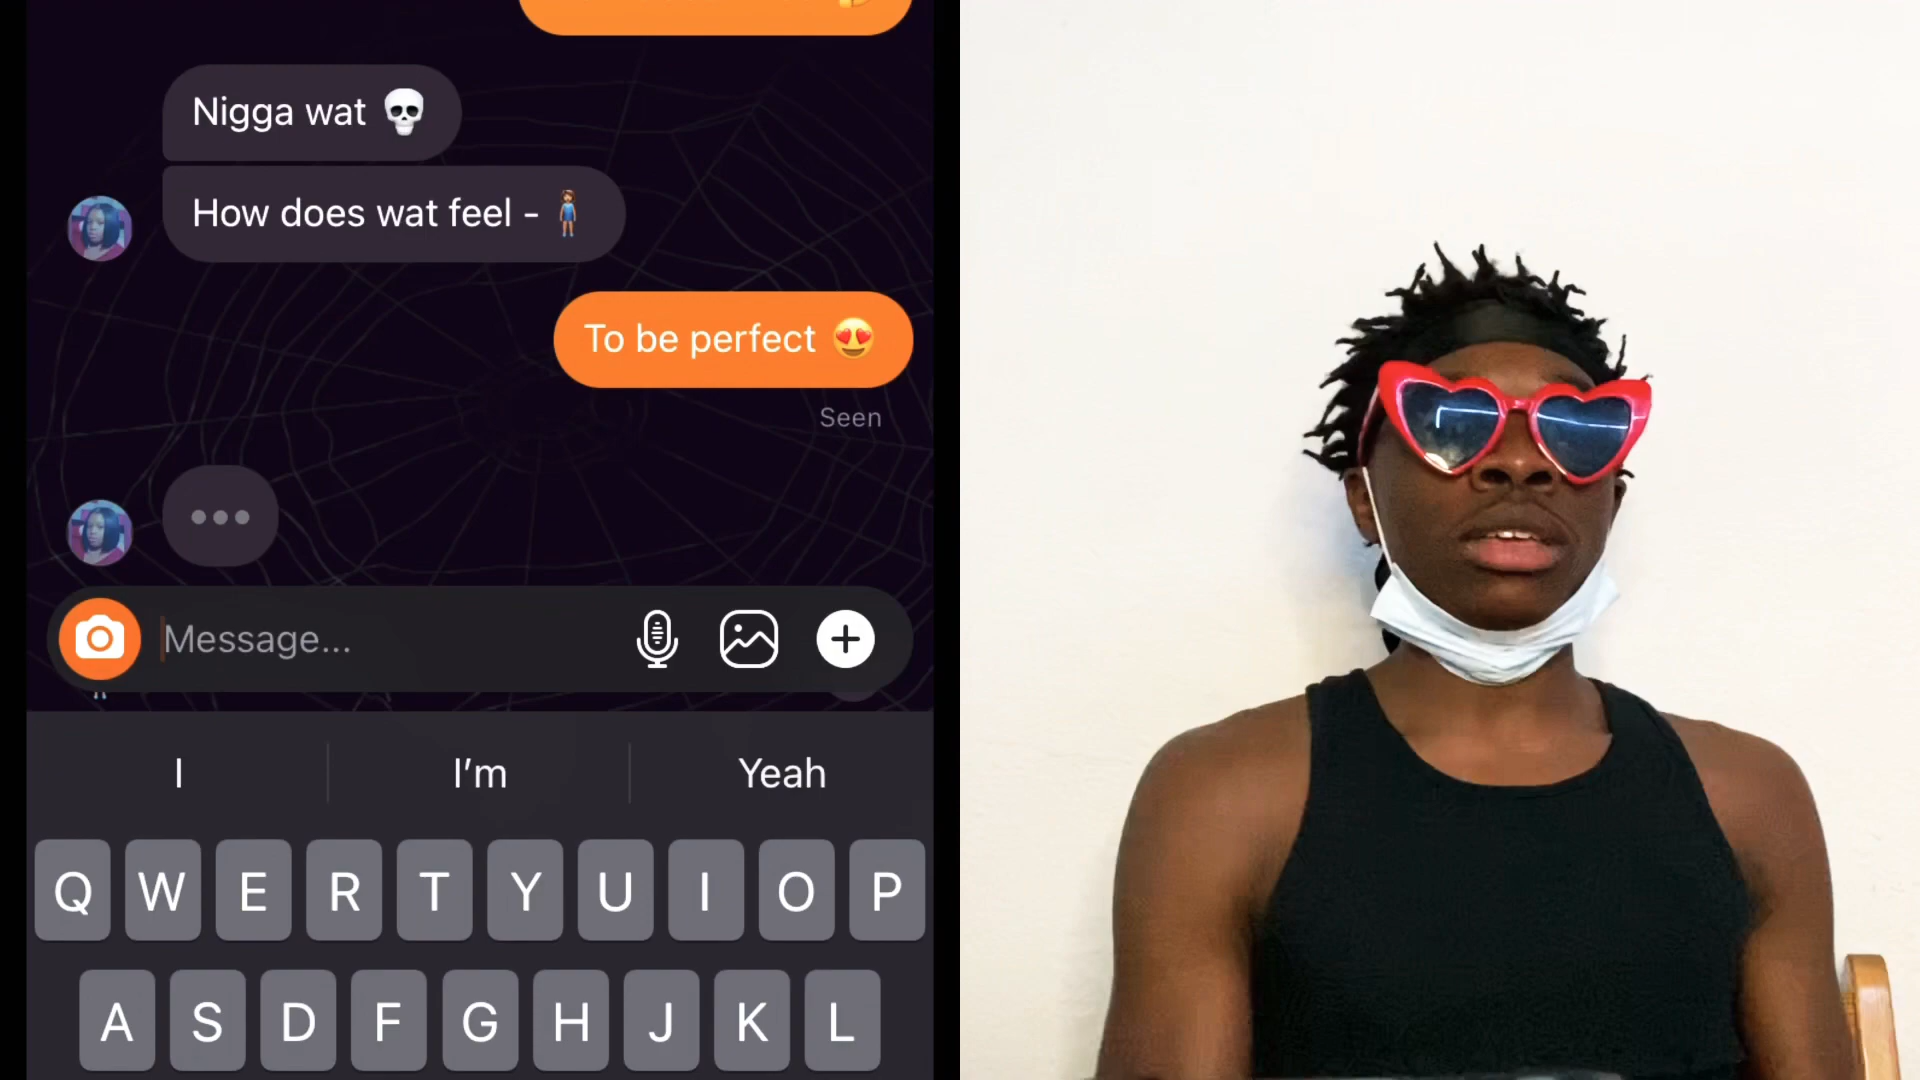 Nigga wat 💀
How does wat feel - 🧍🏾‍♀️
To be perfect 😍
Seen
Message...
I
I'm
Yeah
Q W E R T Y U I O P
A S D F G H J K L